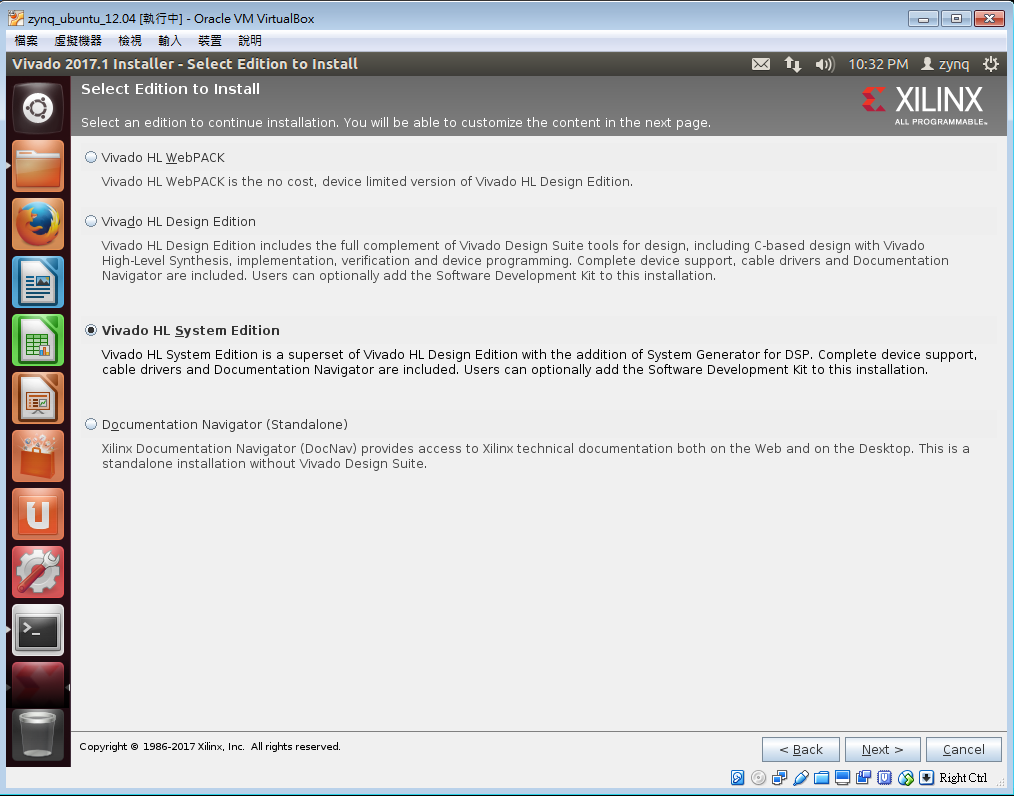 zynq_ubuntu_12.04 [執行中] - Oracle VM VirtualBox
檔案 虛擬機器 檢視 輸入 裝置 說明
Vivado 2017.1 Installer - Select Edition to Install 10:32 PM zynq
Select Edition to Install
XILINX
ALL PROGRAMMABLE™
Select an edition to continue installation. You will be able to customize the content in the next page.
Vivado HL WebPACK
Vivado HL WebPACK is the no cost, device limited version of Vivado HL Design Edition.
Vivado HL Design Edition
Vivado HL Design Edition includes the full complement of Vivado Design Suite tools for design, including C-based design with Vivado
High-Level Synthesis, implementation, verification and device programming. Complete device support, cable drivers and Documentation
Navigator are included. Users can optionally add the Software Development Kit to this installation.
Vivado HL System Edition
Vivado HL System Edition is a superset of Vivado HL Design Edition with the addition of System Generator for DSP. Complete device support,
cable drivers and Documentation Navigator are included. Users can optionally add the Software Development Kit to this installation.
Documentation Navigator (Standalone)
Xilinx Documentation Navigator (DocNav) provides access to Xilinx technical documentation both on the Web and on the Desktop. This is a
standalone installation without Vivado Design Suite.
Copyright © 1986-2017 Xilinx, Inc. All rights reserved.
< Back Next > Cancel
Right Ctrl